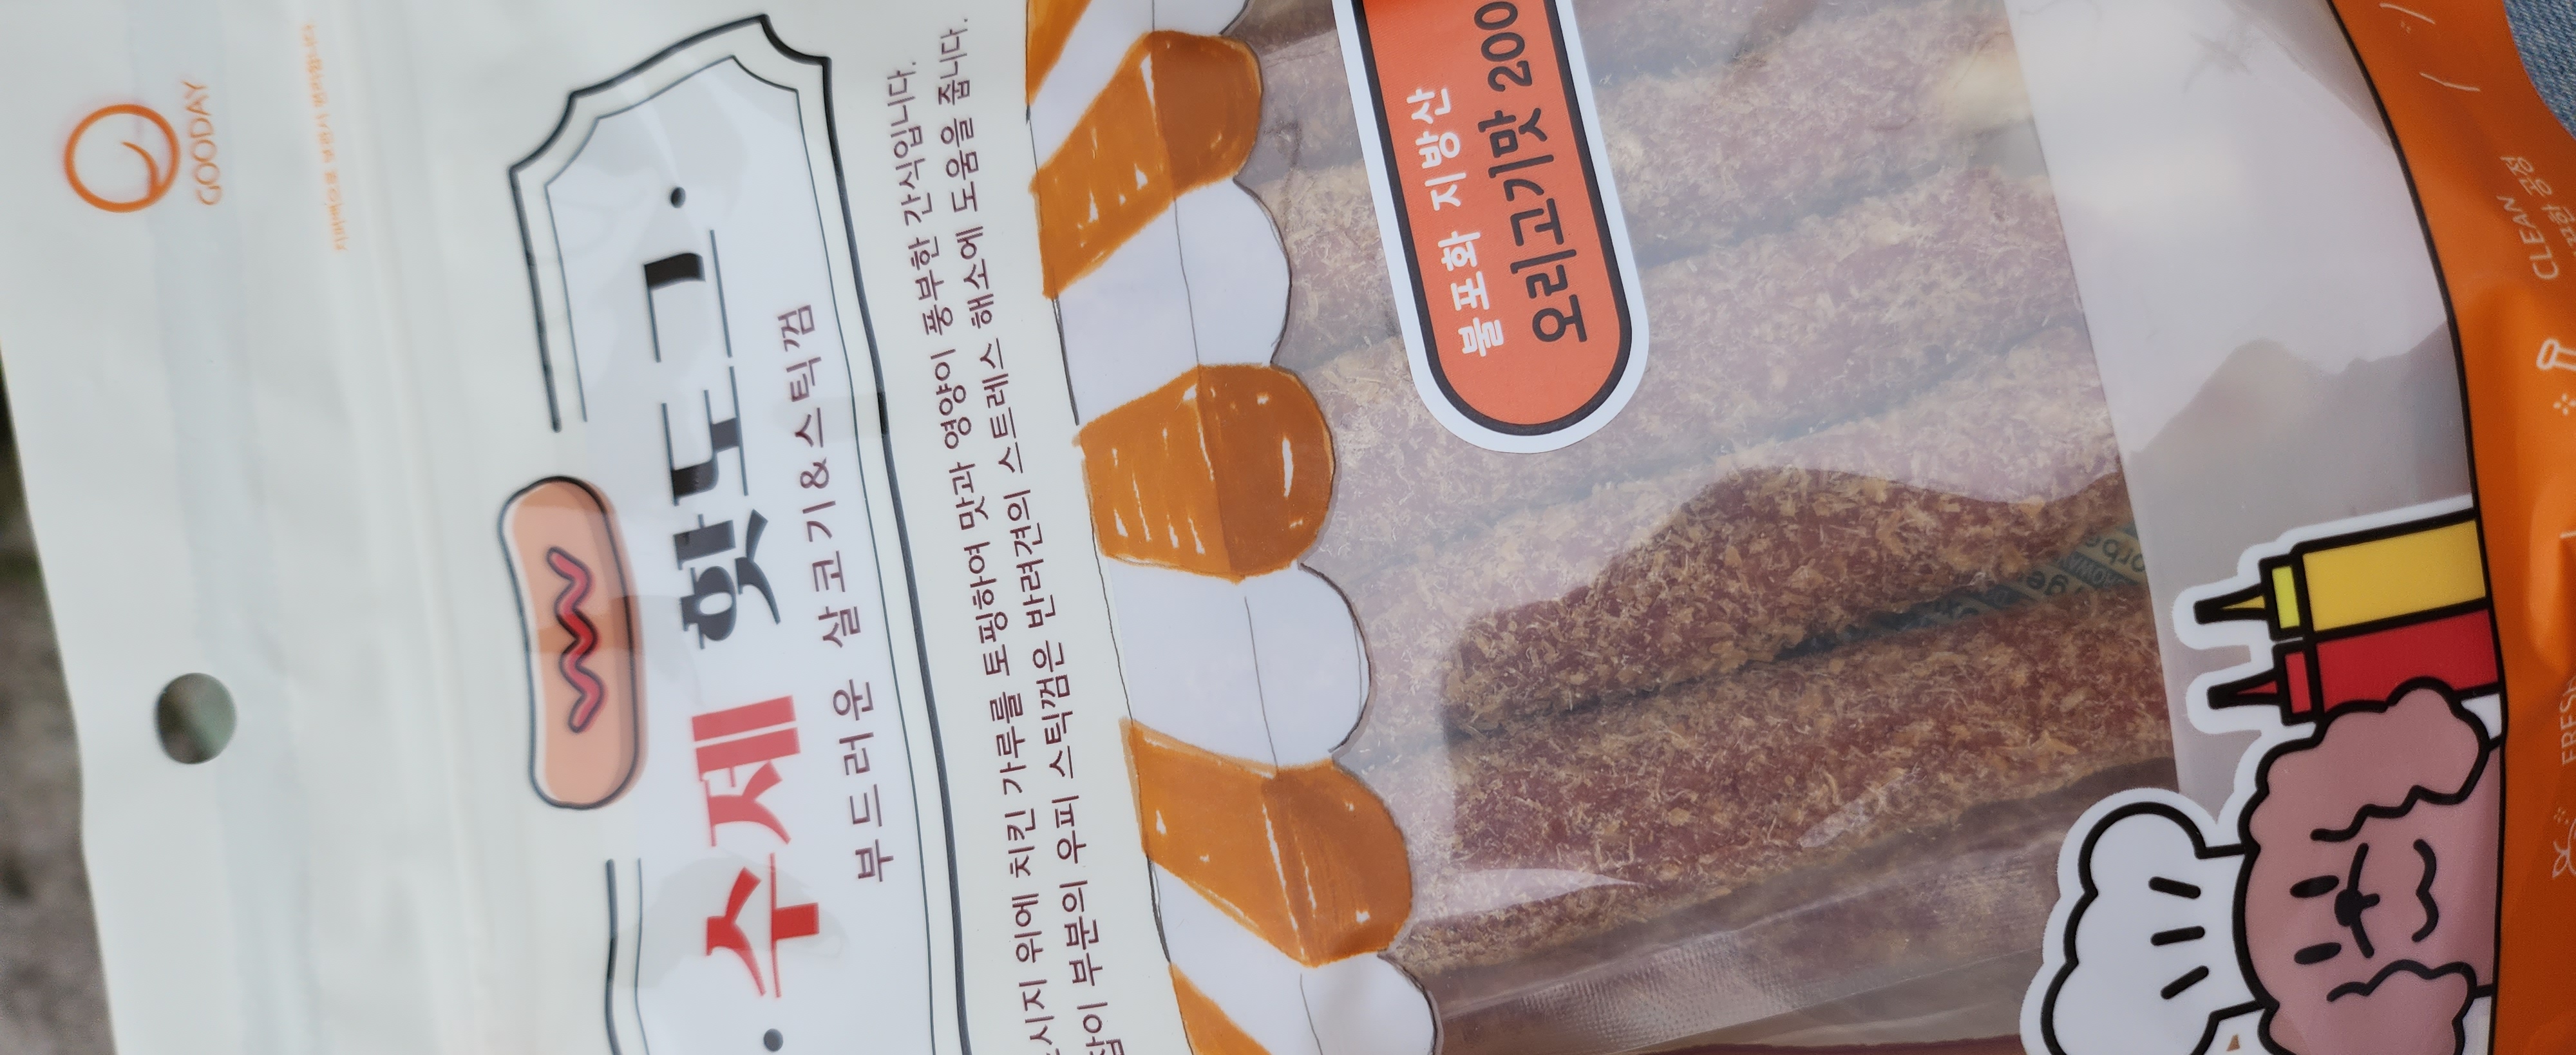 GOODAY
수제 핫도그
부드러운 살코기&스틱껌
시지 위에 치킨 가루를 토핑하여 맛과 영양이 풍부한 간식입니다.
부분의 우피 스틱껌은 반려견의 스트레스 해소에 도움을 줍니다.
불포화 지방산
오리고기맛 200
CLEAN
공정